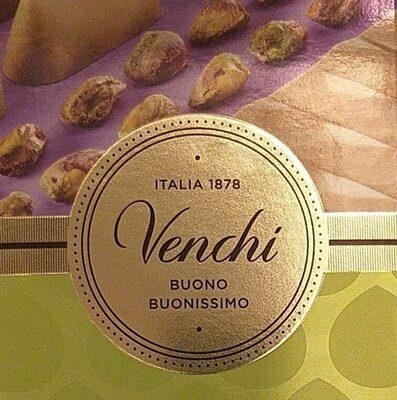 ITALIA 1878
Venchi
BUONO
BUONISSIMO